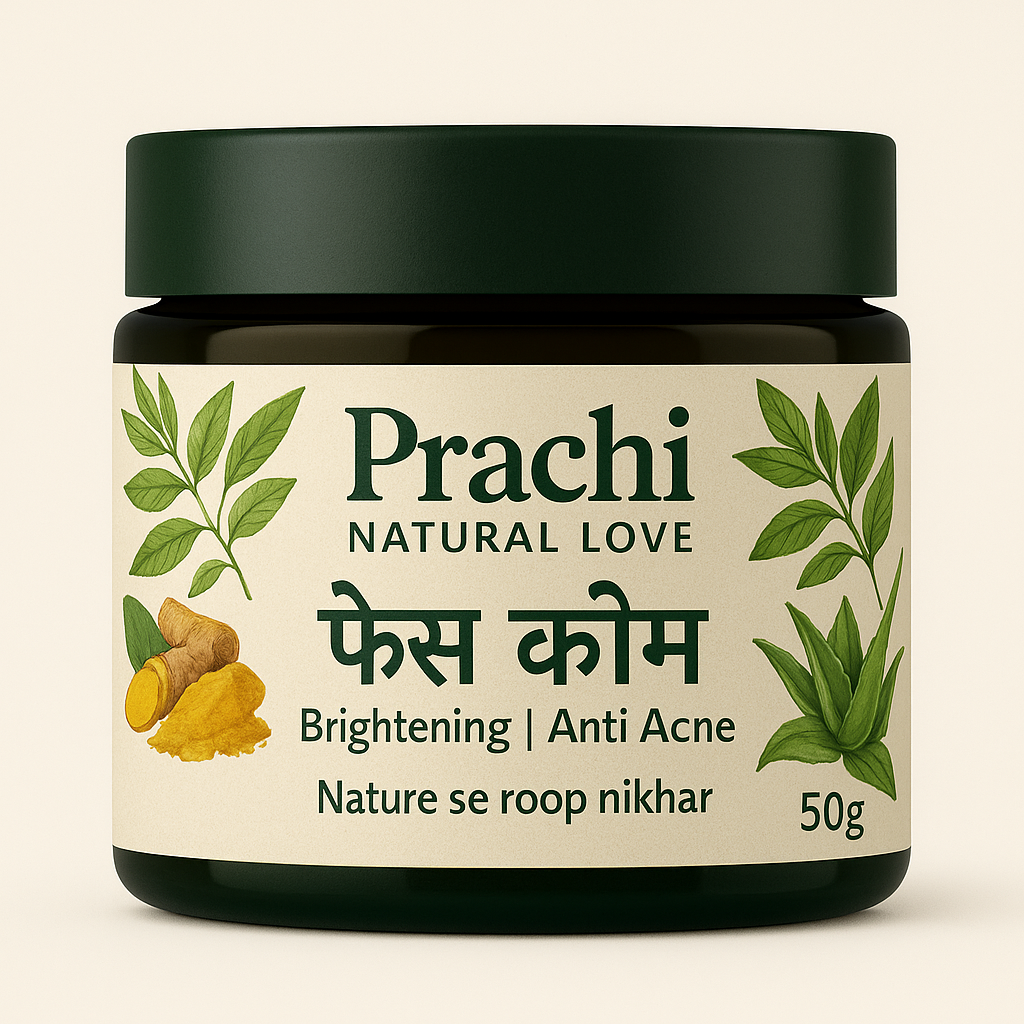 Prachi
NATURAL LOVE
फेस कोम
Brightening | Anti Acne
Nature se roop nikhar
50g